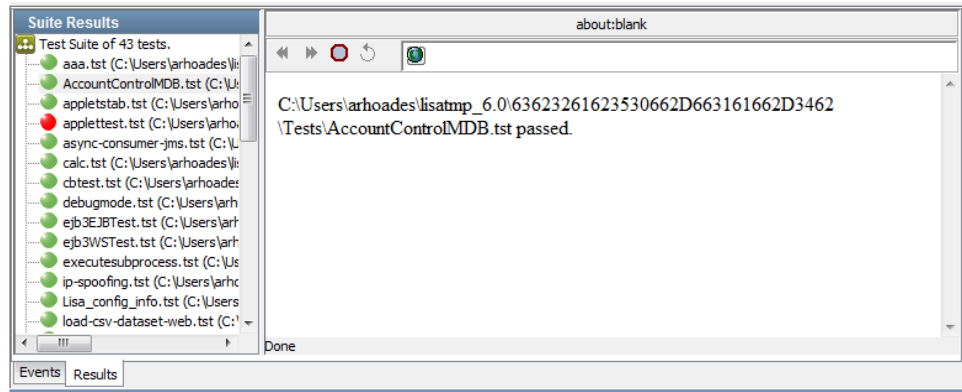 Suite Results
Test Suite of 43 tests.
aaa.tst (C:\Users\arhoades\lis
AccountControlMDB.tst (C:\U
appletstab.tst (C:\Users\arho
applettest.tst (C:\Users\arhoa
async-consumer-jms.tst (C:\U
calc.tst (C:\Users\arhoades\lis
cbtest.tst (C:\Users\arhoades
debugmode.tst (C:\Users\arh
ejb3EJBTest.tst (C:\Users\arh
ejb3WSTest.tst (C:\Users\arh
executesubprocess.tst (C:\Us
ip-spoofing.tst (C:\Users\arho
Lisa_config_info.tst (C:\Users
load-csv-dataset-web.tst (C:\
about:blank
C:\Users\arhoades\lisatmp_6.0\63623261623530662D663161662D3462
\Tests\AccountControlMDB.tst passed.
Done
Events Results